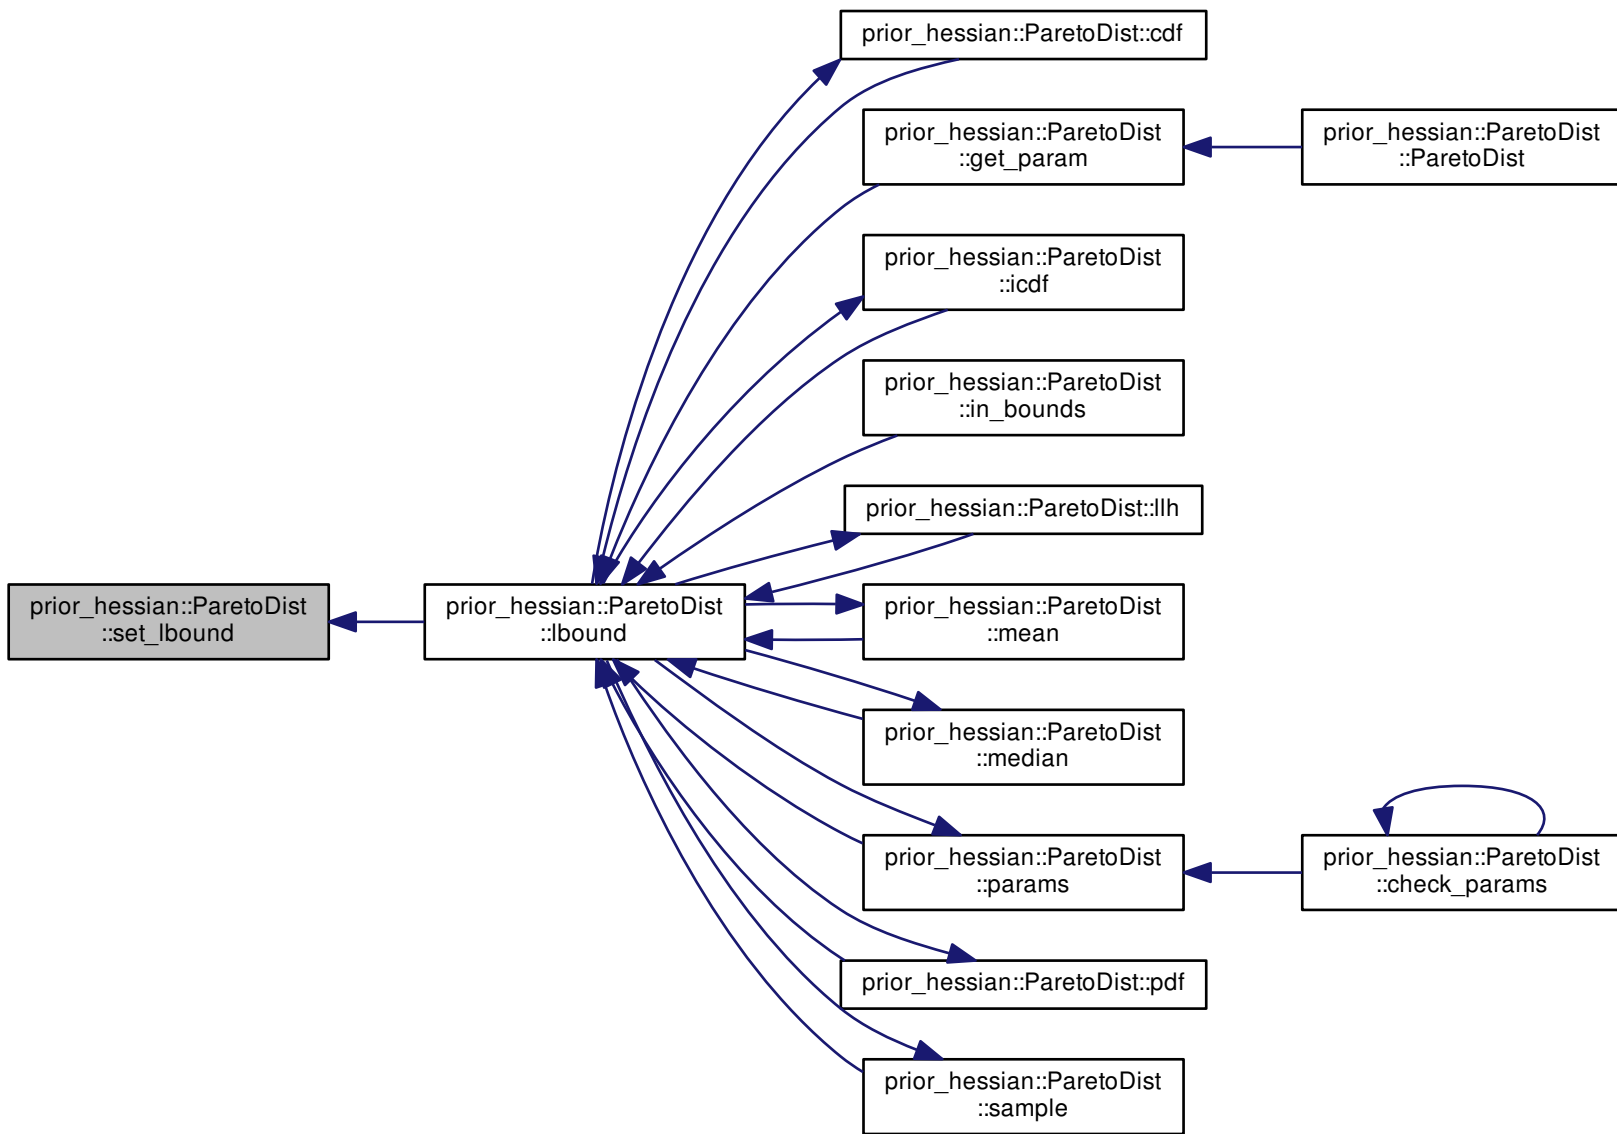 prior_hessian::ParetoDist::cdf
prior_hessian::ParetoDist
::get_param
prior_hessian::ParetoDist
::ParetoDist
prior_hessian::ParetoDist
::icdf
prior_hessian::ParetoDist
::in_bounds
prior_hessian::ParetoDist::llh
prior_hessian::ParetoDist
::set_lbound
prior_hessian::ParetoDist
::lbound
prior_hessian::ParetoDist
::mean
prior_hessian::ParetoDist
::median
prior_hessian::ParetoDist
::params
prior_hessian::ParetoDist
::check_params
prior_hessian::ParetoDist::pdf
prior_hessian::ParetoDist
::sample